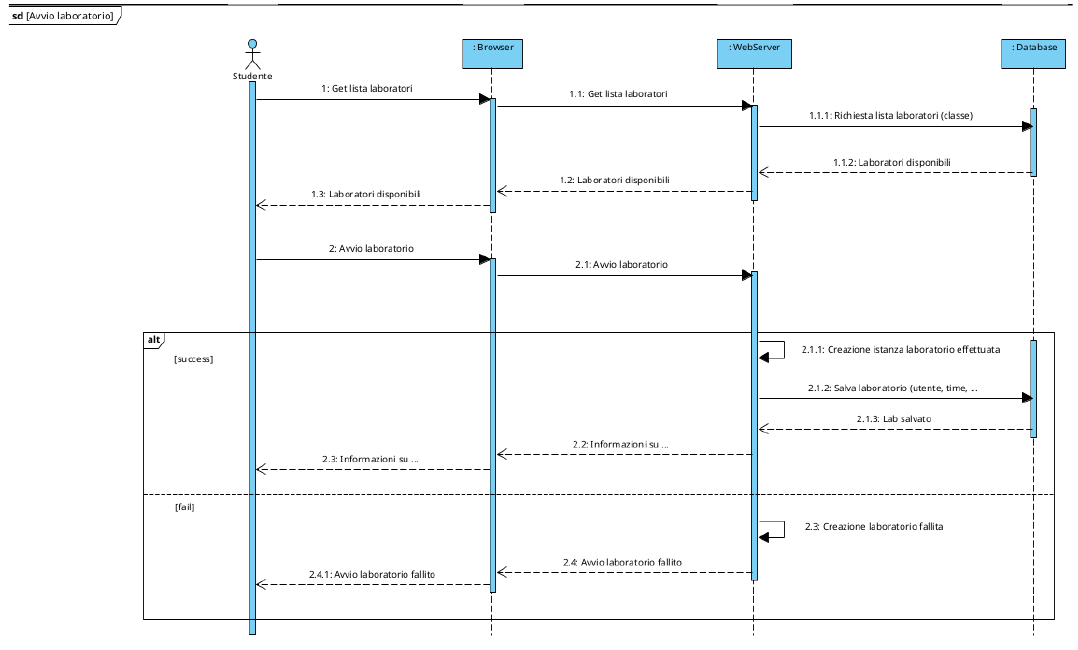 sd [Avvio laboratorio]
Studente
: Browser
: WebServer
: Database
1: Get lista laboratori
1.1: Get lista laboratori
1.1.1: Richiesta lista laboratori (classe)
1.1.2: Laboratori disponibili
1.2: Laboratori disponibili
1.3: Laboratori disponibili
2: Avvio laboratorio
2.1: Avvio laboratorio
alt
[success]
2.1.1: Creazione istanza laboratorio effettuata
2.1.2: Salva laboratorio (utente, time, ...
2.1.3: Lab salvato
2.2: Informazioni su ...
2.3: Informazioni su ...
[fail]
2.3: Creazione laboratorio fallita
2.4: Avvio laboratorio fallito
2.4.1: Avvio laboratorio fallito